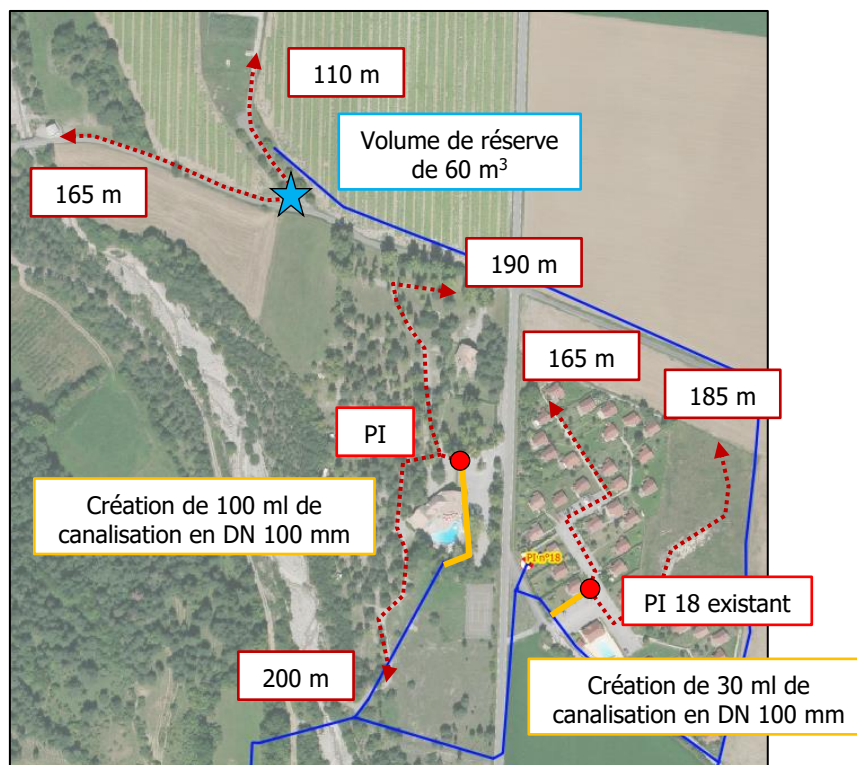 110 m
Volume de réserve
de 60 m³
165 m
190 m
165 m
185 m
PI
Création de 100 ml de
canalisation en DN 100 mm
PI n°18
PI 18 existant
200 m
Création de 30 ml de
canalisation en DN 100 mm